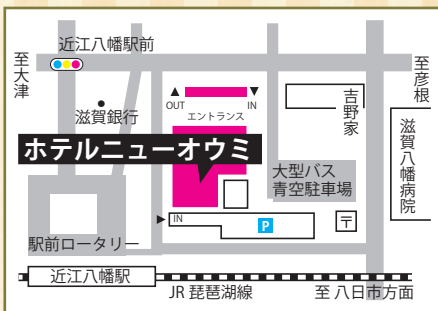 近江八幡駅前
至大津
至彦根
滋賀銀行
OUT
IN
エントランス
吉野家
滋賀八幡病院
ホテルニューオウミ
大型バス
青空駐車場
IN
P
〒
駅前ロータリー
近江八幡駅
JR 琵琶湖線
至 八日市方面